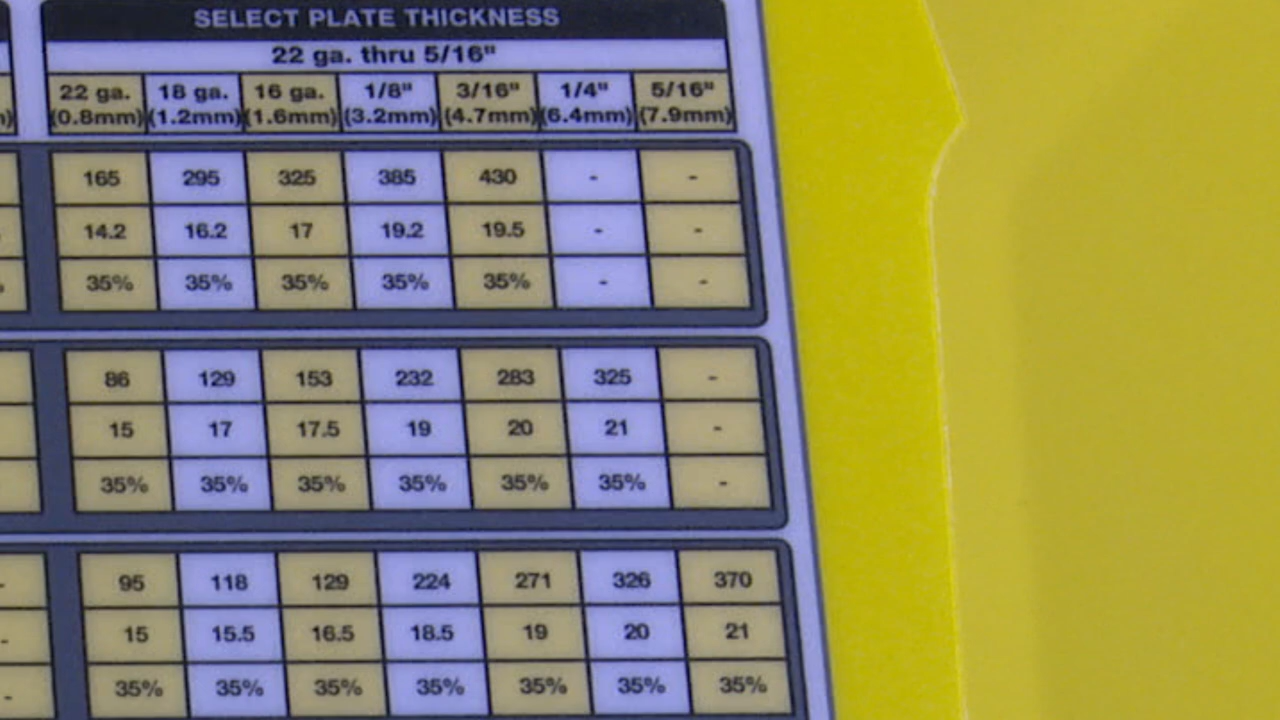 SELECT PLATE THICKNESS
22 ga. thru 5/16"
22 ga. 18 ga. 16 ga. 1/8" 3/16" 1/4" 5/16"
(0.8mm) (1.2mm) (1.6mm) (3.2mm) (4.7mm) (6.4mm) (7.9mm)
165 295 325 385 430 - -
14.2 16.2 17 19.2 19.5 - -
35% 35% 35% 35% 35% - -
86 129 153 232 283 325 -
15 17 17.5 19 20 21 -
35% 35% 35% 35% 35% 35% -
- 95 118 129 224 271 326 370
- 15 15.5 16.5 18.5 19 20 21
- 35% 35% 35% 35% 35% 35% 35%